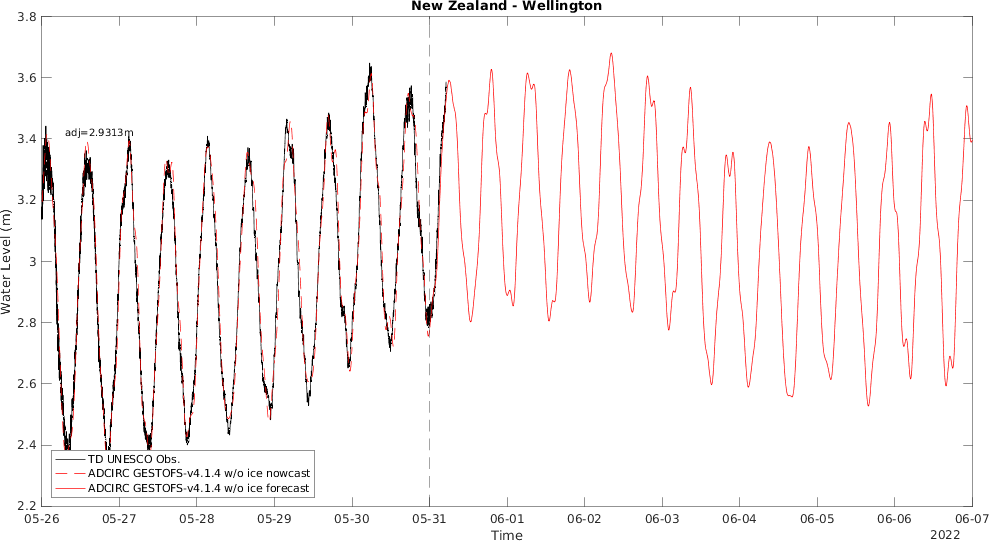 New Zealand - Wellington
3.8
3.6
3.4
3.2
3
2.8
2.6
2.4
2.2
Water Level (m)
adj=2.9313m
TD UNESCO Obs.
ADCIRC GESTOFS-v4.1.4 w/o ice nowcast
ADCIRC GESTOFS-v4.1.4 w/o ice forecast
05-26 05-27 05-28 05-29 05-30 05-31 06-01 06-02 06-03 06-04 06-05 06-06 06-07
Time
2022